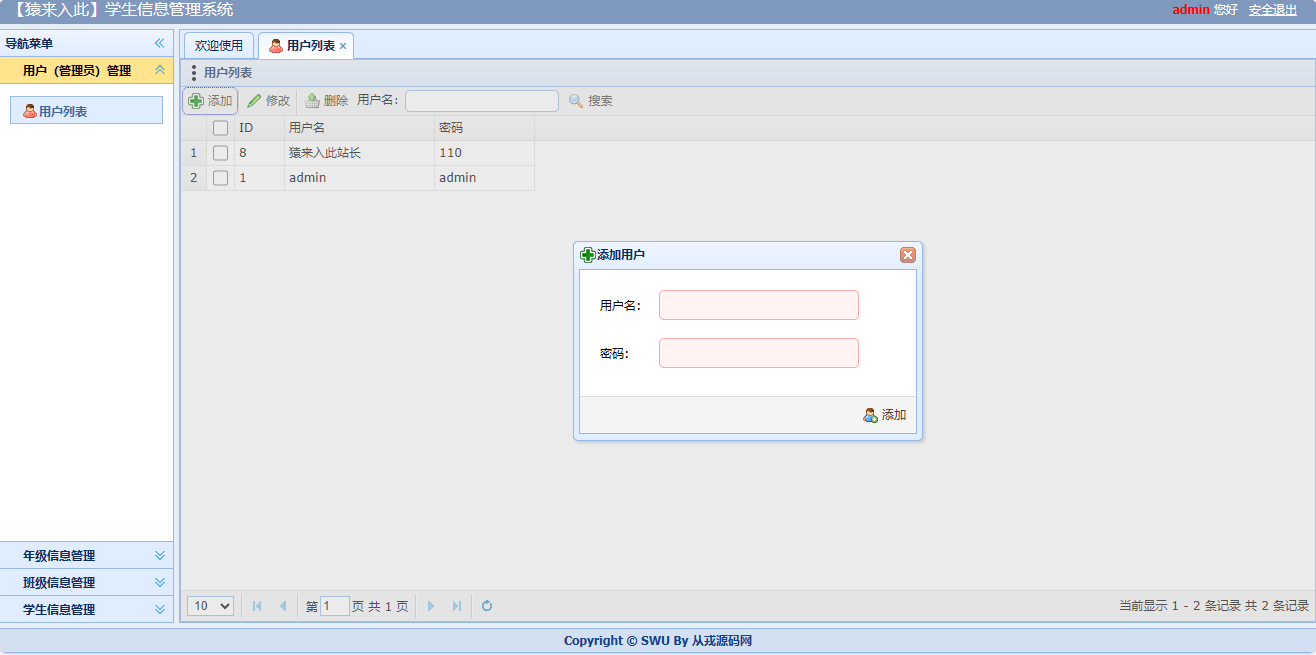 【猿来入此】学生信息管理系统
admin 您好 安全退出
导航菜单
用户（管理员）管理
用户列表
年级信息管理
班级信息管理
学生信息管理
欢迎使用 用户列表
用户列表
添加 修改 删除 用户名: 搜索
ID 用户名 密码
1 8 猿来入此站长 110
2 1 admin admin
添加用户
用户名:
密码:
添加
10 第 1 页 共 1 页
当前显示 1 - 2 条记录 共 2 条记录
Copyright © SWU By 从戎源码网